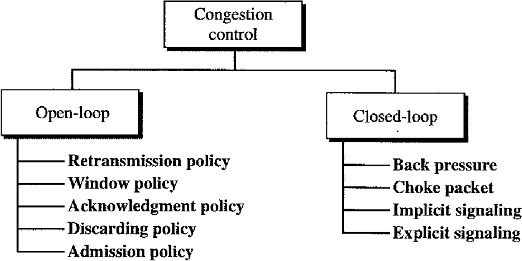 Congestion
control
Open-loop
Retransmission policy
Window policy
Acknowledgment policy
Discarding policy
Admission policy
Closed-loop
Back pressure
Choke packet
Implicit signaling
Explicit signaling